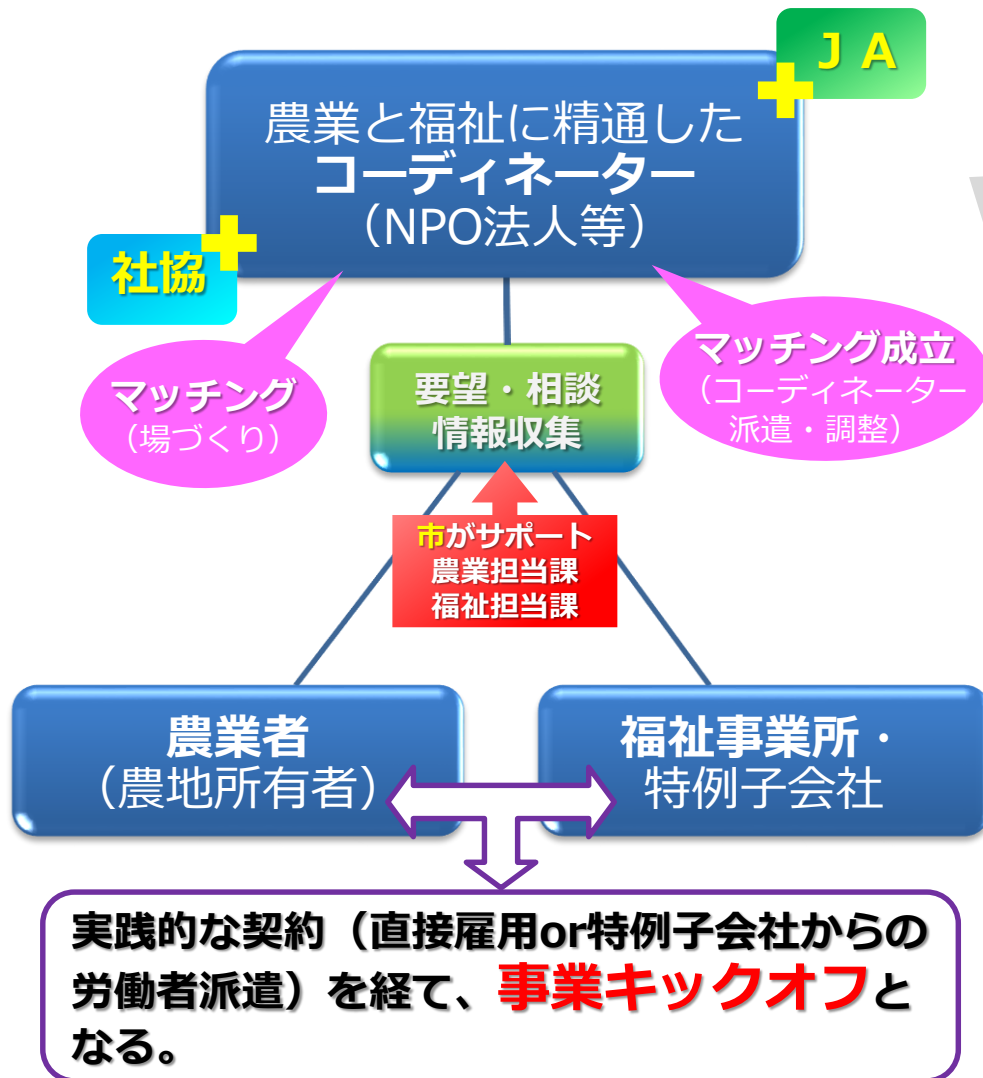 ＪＡ
農業と福祉に精通した
コーディネーター
（NPO法人等）
社協
マッチング
（場づくり）
マッチング成立
（コーディネーター
派遣・調整）
要望・相談
情報収集
市がサポート
農業担当課
福祉担当課
農業者
（農地所有者）
福祉事業所・
特例子会社
実践的な契約（直接雇用or特例子会社からの
労働者派遣）を経て、事業キックオフと
なる。